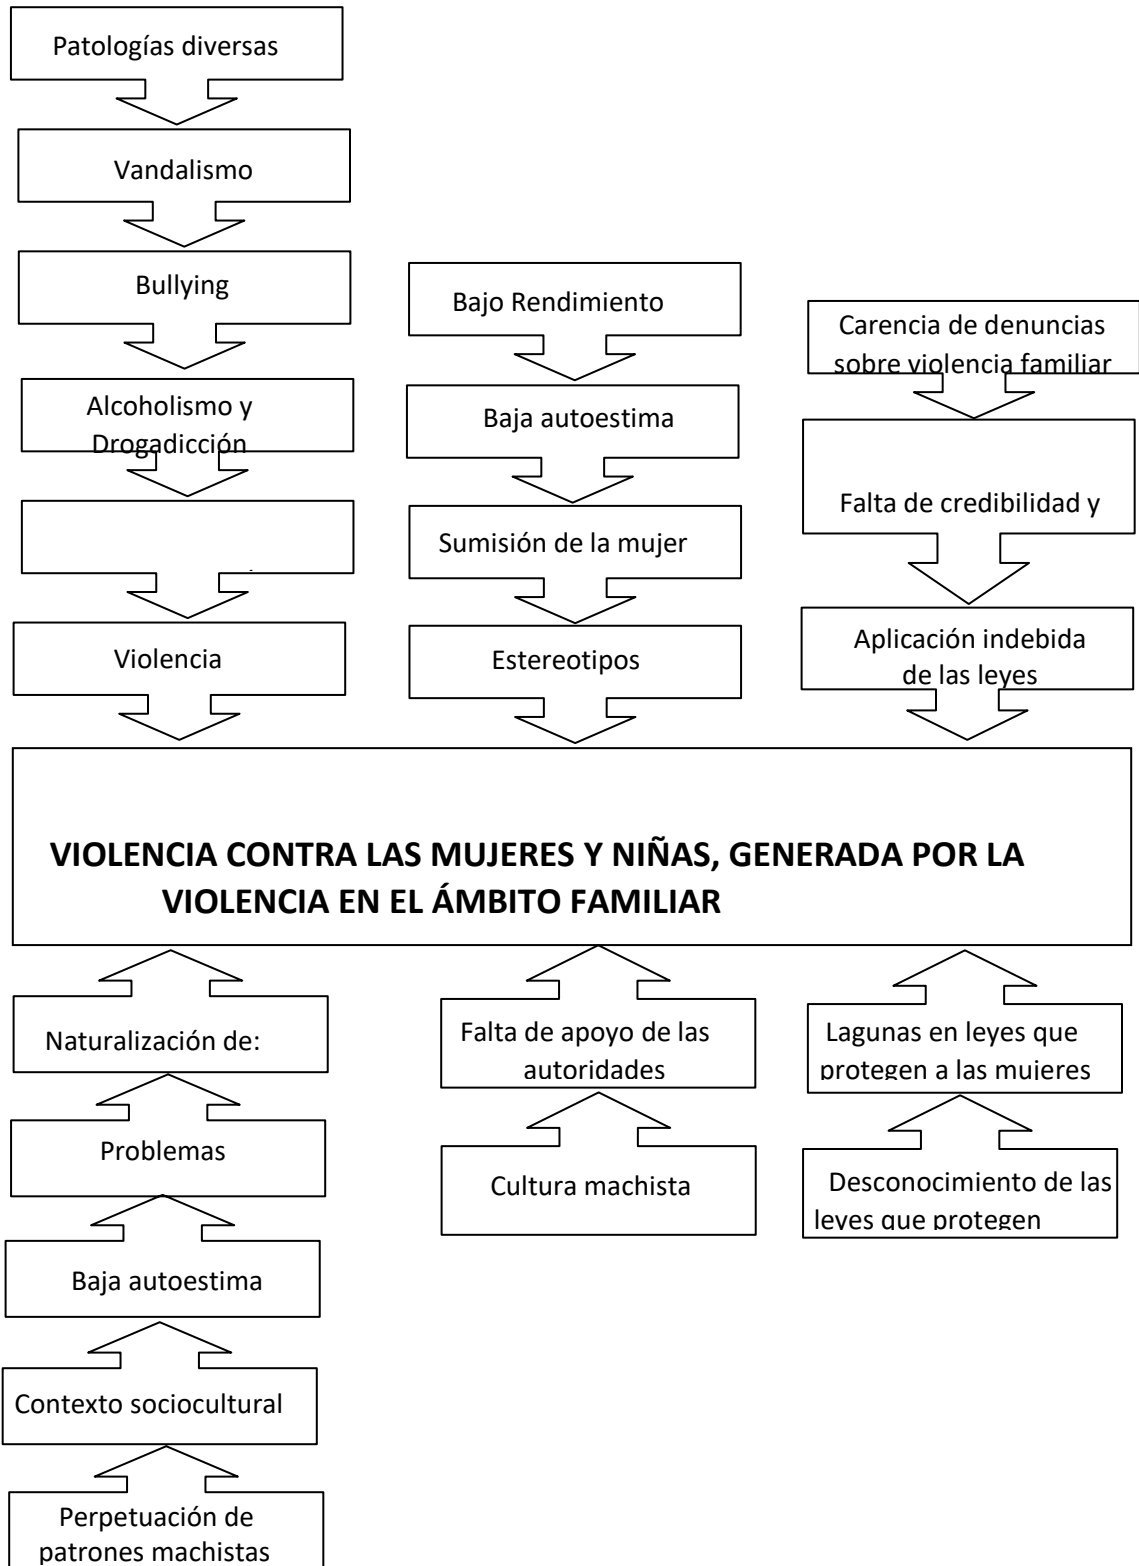 Patologías diversas
Vandalismo
Bullying
Alcoholismo y
Drogadicción
Violencia
Bajo Rendimiento
Baja autoestima
Sumisión de la mujer
Estereotipos
Carencia de denuncias
sobre violencia familiar
Falta de credibilidad y
Aplicación indebida
de las leyes
VIOLENCIA CONTRA LAS MUJERES Y NIÑAS, GENERADA POR LA
VIOLENCIA EN EL ÁMBITO FAMILIAR
Naturalización de:
Problemas
Baja autoestima
Contexto sociocultural
Perpetuación de
patrones machistas
Falta de apoyo de las
autoridades
Cultura machista
Lagunas en leyes que
protegen a las mujeres
Desconocimiento de las
leyes que protegen